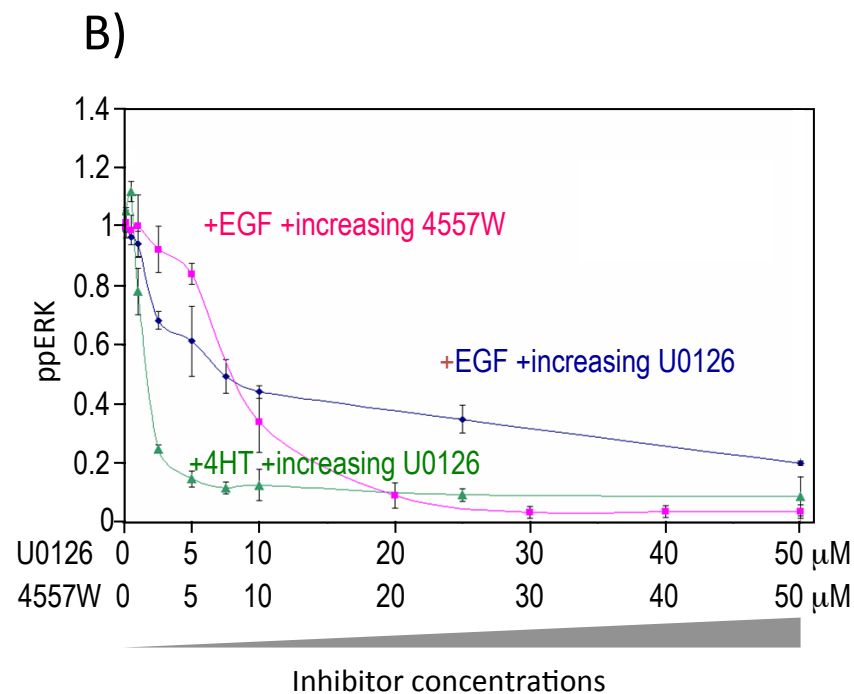 B)
1.4
1.2
1
0.8
0.6
0.4
0.2
0
ppERK
+EGF +increasing 4557W
+EGF +increasing U0126
+4HT +increasing U0126
U0126 0 5 10 20 30 40 50 μM
4557W 0 5 10 20 30 40 50 μM
Inhibitor concentrations